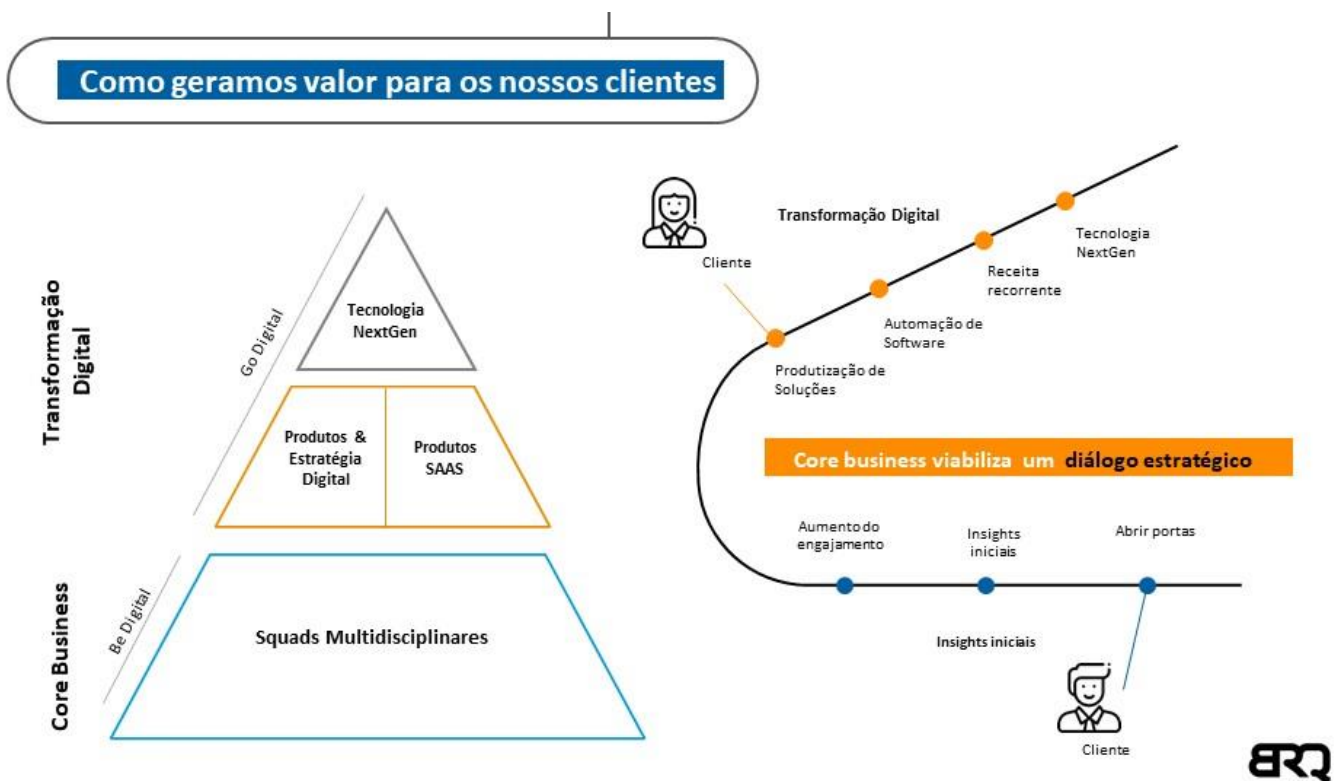 Como geramos valor para os nossos clientes
Transformação
Digital
Go Digital
Tecnologia
NextGen
Produtos &
Estratégia
Digital
Produtos
SAAS
Core Business
Be Digital
Squads Multidisciplinares
Cliente
Transformação Digital
Tecnologia
NextGen
Receita
recorrente
Automação de
Software
Produtização de
Soluções
Core business viabiliza um diálogo estratégico
Aumento do
engajamento
Insights
iniciais
Abrir portas
Insights iniciais
Cliente
BRQ